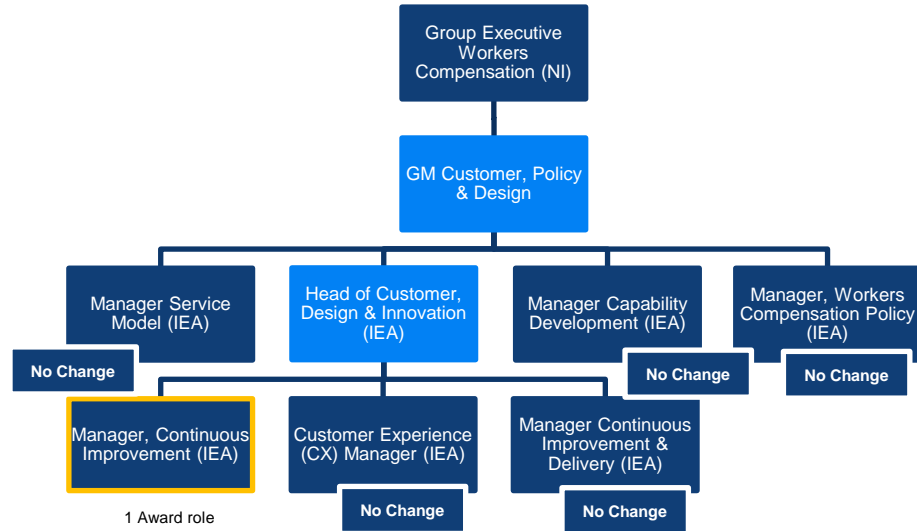 Group Executive
Workers
Compensation (NI)
GM Customer, Policy
& Design
Manager Service
Model (IEA)
No Change
Head of Customer,
Design & Innovation
(IEA)
Manager Capability
Development (IEA)
No Change
Manager, Workers
Compensation Policy
(IEA)
No Change
Manager, Continuous
Improvement (IEA)
1 Award role
Customer Experience
(CX) Manager (IEA)
No Change
Manager Continuous
Improvement &
Delivery (IEA)
No Change